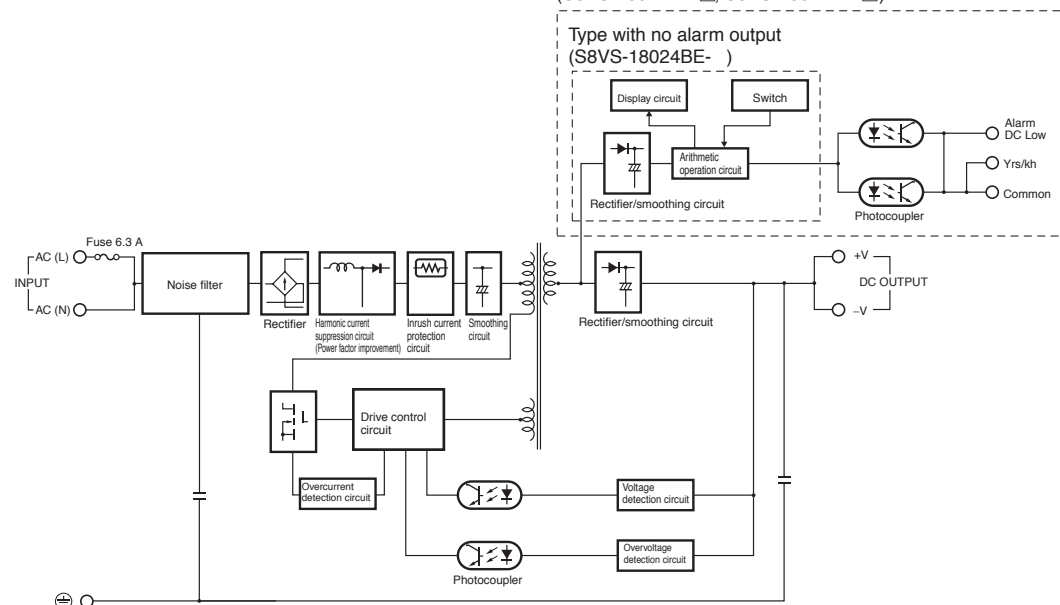 Type with no alarm output
(S8VS-18024BE- )
Display circuit
Switch
Arithmetic
operation circuit
Rectifier/smoothing circuit
Alarm
DC Low
Yrs/kh
Common
Photocoupler
Fuse 6.3 A
AC (L)
INPUT
AC (N)
Noise filter
Rectifier
Harmonic current
suppression circuit
(Power factor improvement)
Inrush current
protection
circuit
Smoothing
circuit
Rectifier/smoothing circuit
+V
DC OUTPUT
–V
Drive control
circuit
Overcurrent
detection circuit
Voltage
detection circuit
Overvoltage
detection circuit
Photocoupler